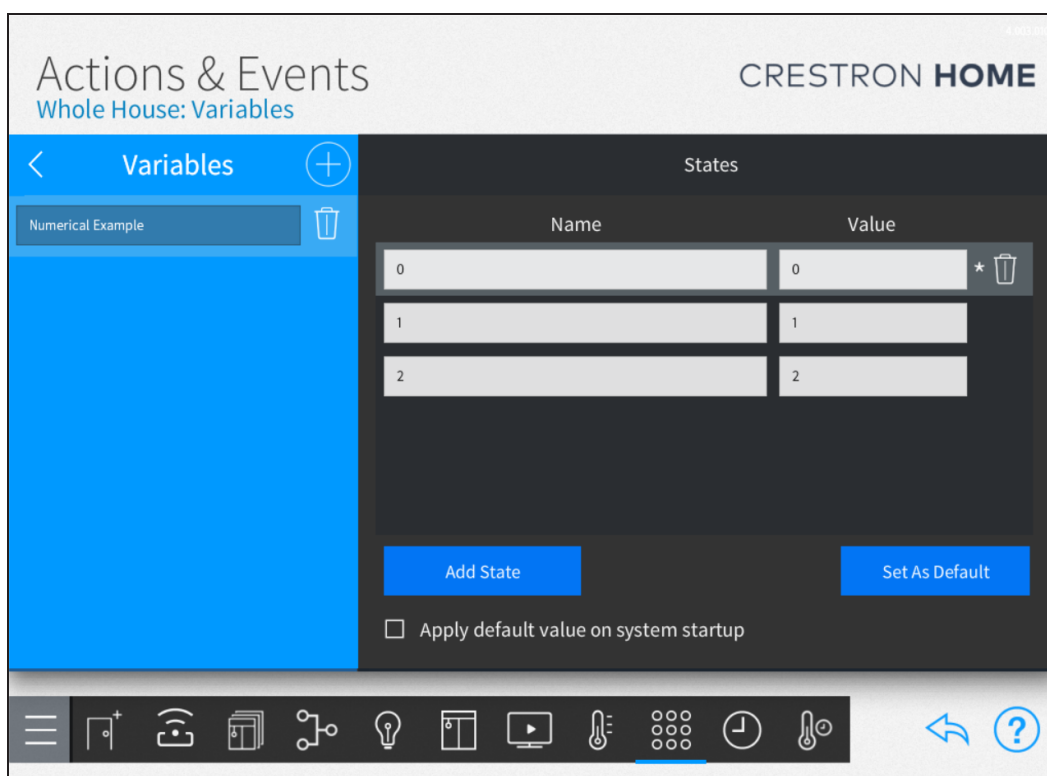 Actions & Events
CRESTRON HOME
Whole House: Variables
Variables
States
Numerical Example
Name
Value
0
0
*
1
1
2
2
Add State
Set As Default
Apply default value on system startup
?